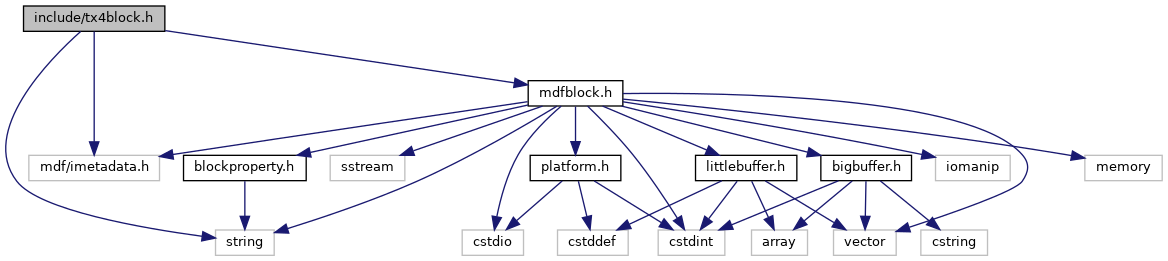 include/tx4block.h
mdfblock.h
mdf/imetadata.h
blockproperty.h
sstream
platform.h
littlebuffer.h
bigbuffer.h
iomanip
memory
string
cstdio
cstddef
cstdint
array
vector
cstring